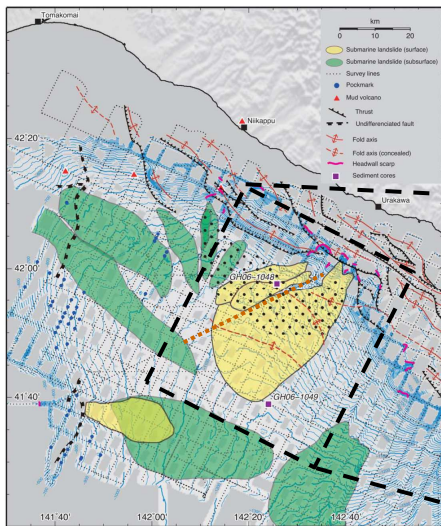 Tomakomai
km
0 10 20
Submarine landslide (surface)
Submarine landslide (subsurface)
Survey lines
Pockmark
Mud volcano
Thrust
Undifferenciated fault
Fold axis
Fold axis (concealed)
Headwall scarp
Sediment cores
Niikappu
42°20'
Urakawa
42°00'
GH06-1048
41°40'
GH06-1049
141°40' 142°00' 142°20' 142°40'